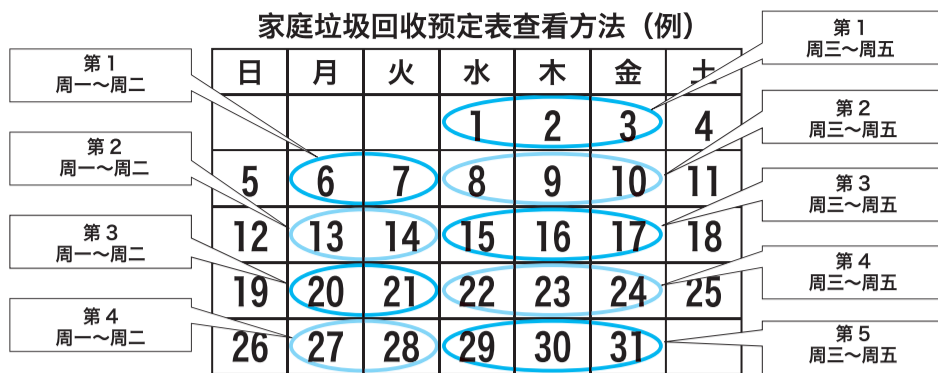 家庭垃圾回收预定表查看方法（例）
第1
周一～周二
第2
周一～周二
第3
周一～周二
第4
周一～周二
日 月 火 水 木 金 土
1 2 3 4
5 6 7 8 9 10 11
12 13 14 15 16 17 18
19 20 21 22 23 24 25
26 27 28 29 30 31
第1
周三～周五
第2
周三～周五
第3
周三～周五
第4
周三～周五
第5
周三～周五